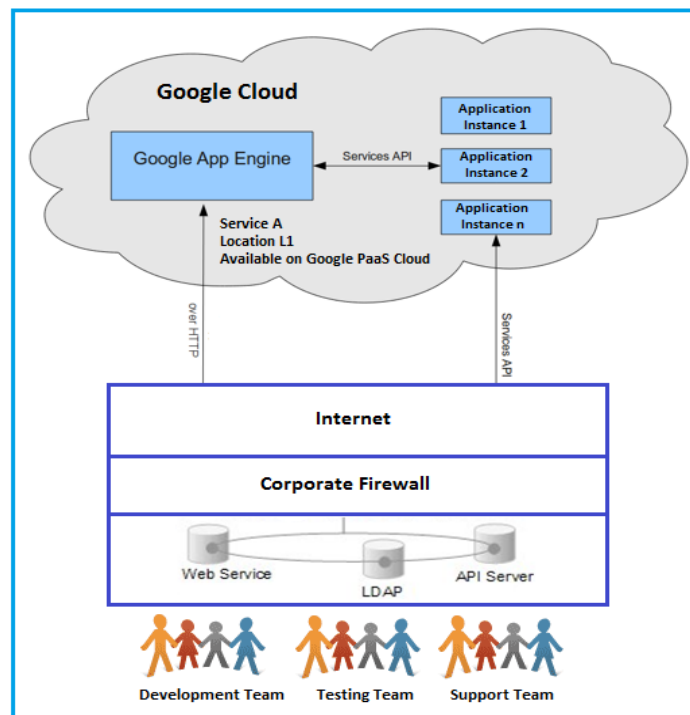 Google Cloud
Application
Instance 1
Google App Engine
Services API
Application
Instance 2
Application
Instance n
Service A
Location L1
Available on Google PaaS Cloud
over HTTP
Services API
Internet
Corporate Firewall
Web Service
LDAP
API Server
Development Team
Testing Team
Support Team